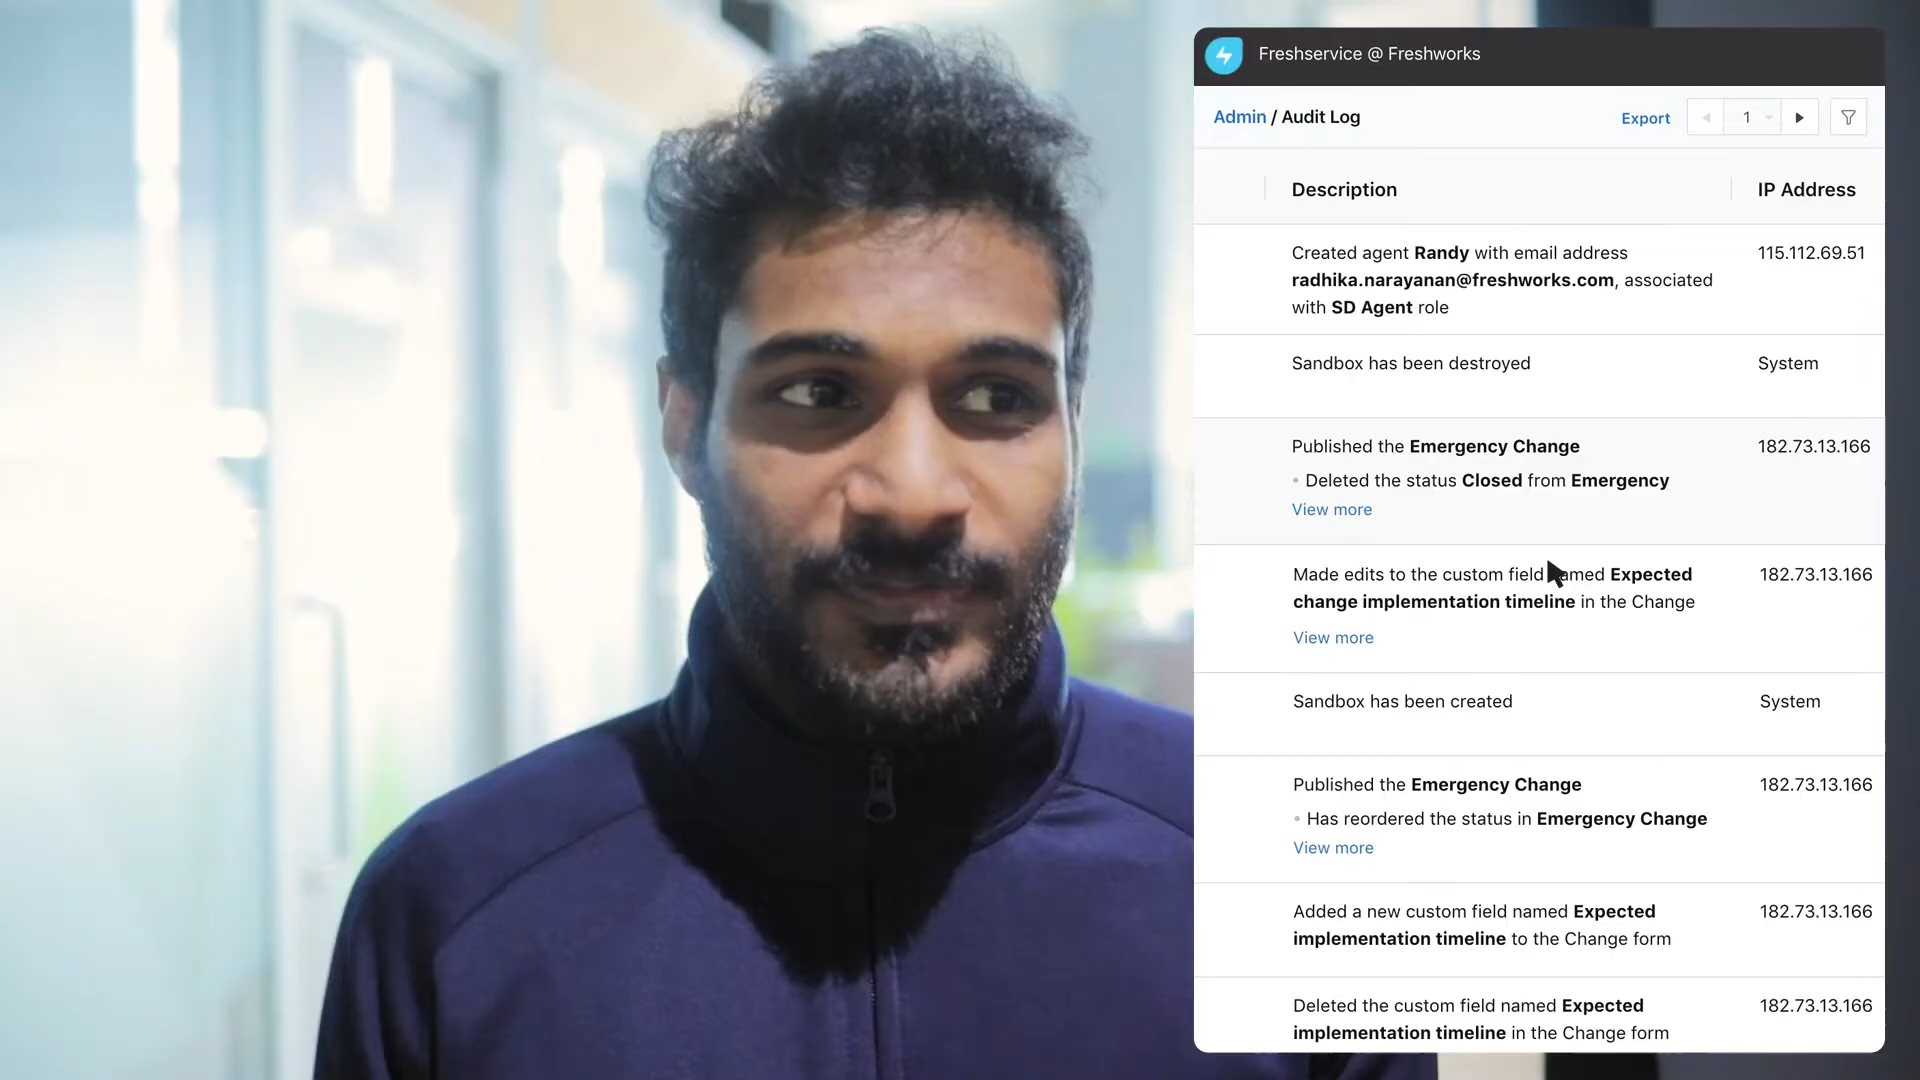 Freshservice @ Freshworks
Admin / Audit Log
Export
1
Description
IP Address
Created agent Randy with email address
115.112.69.51
radhika.narayanan@freshworks.com, associated
with SD Agent role
Sandbox has been destroyed
System
Published the Emergency Change
182.73.13.166
• Deleted the status Closed from Emergency
View more
Made edits to the custom field named Expected
182.73.13.166
change implementation timeline in the Change
View more
Sandbox has been created
System
Published the Emergency Change
182.73.13.166
• Has reordered the status in Emergency Change
View more
Added a new custom field named Expected
182.73.13.166
implementation timeline to the Change form
Deleted the custom field named Expected
182.73.13.166
implementation timeline in the Change form